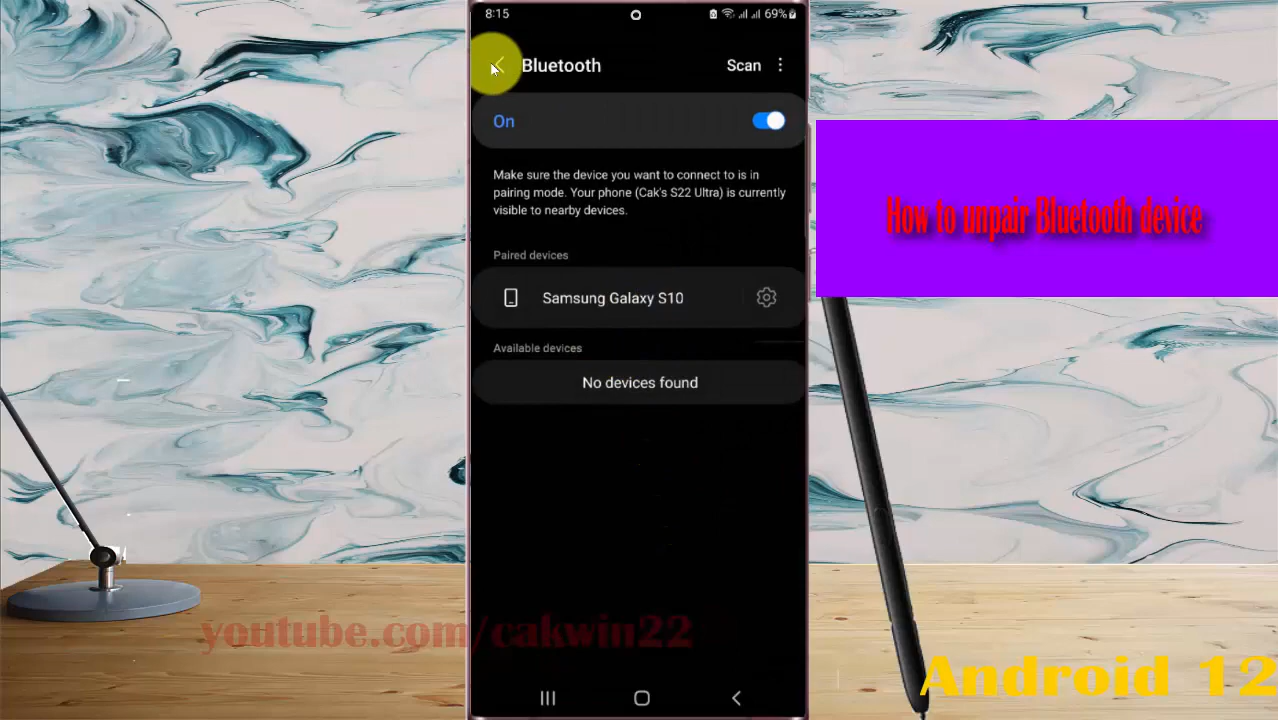 8:15
69%
Bluetooth
Scan
On
Make sure the device you want to connect to is in
pairing mode. Your phone (Cak's S22 Ultra) is currently
visible to nearby devices.
Paired devices
Samsung Galaxy S10
Available devices
No devices found
How to unpair Bluetooth device
youtube.com/cakwin22
Android 12